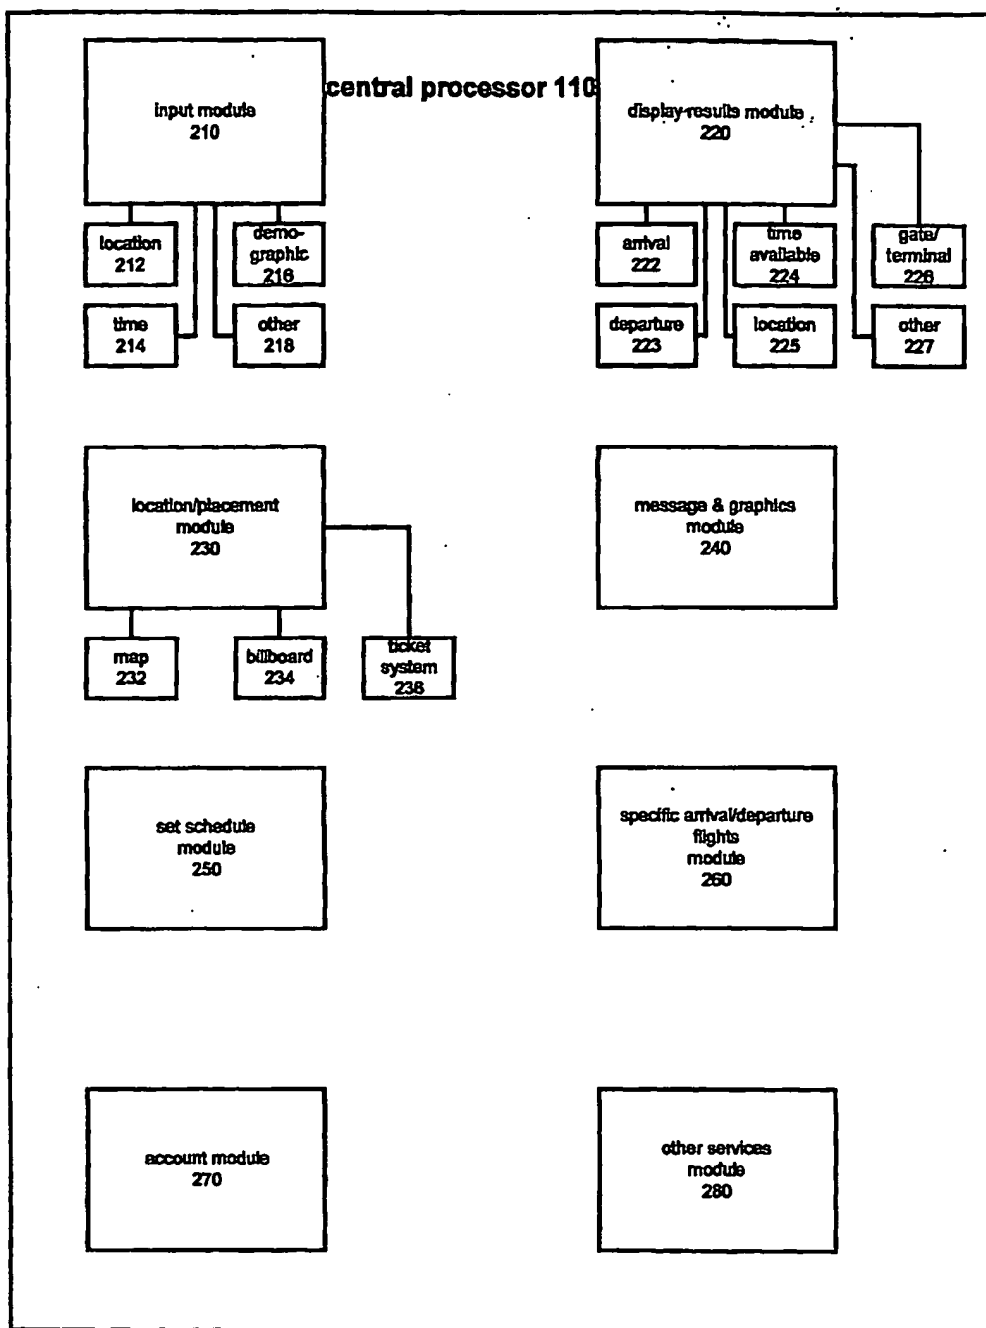 central processor 110
input module
210
location
212
demo-
graphic
216
time
214
other
218
display-results module
220
arrival
222
time
available
224
gate/
terminal
226
departure
223
location
225
other
227
location/placement
module
230
map
232
billboard
234
ticket
system
236
message & graphics
module
240
set schedule
module
250
specific arrival/departure
flights
module
260
account module
270
other services
module
280